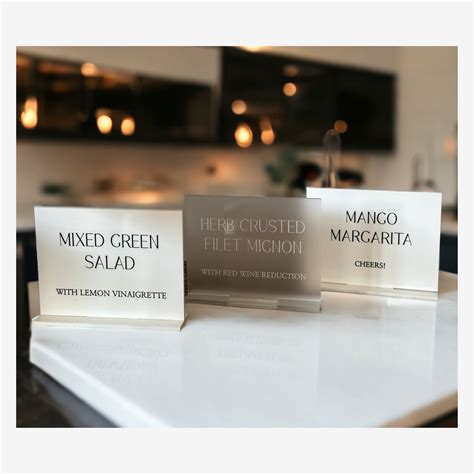 MIXED GREEN
SALAD
WITH LEMON VINAIGRETTE
HERB CRUSTED
FILET MIGNON
WITH RED WINE REDUCTION
MANGO
MARGARITA
CHEERS!